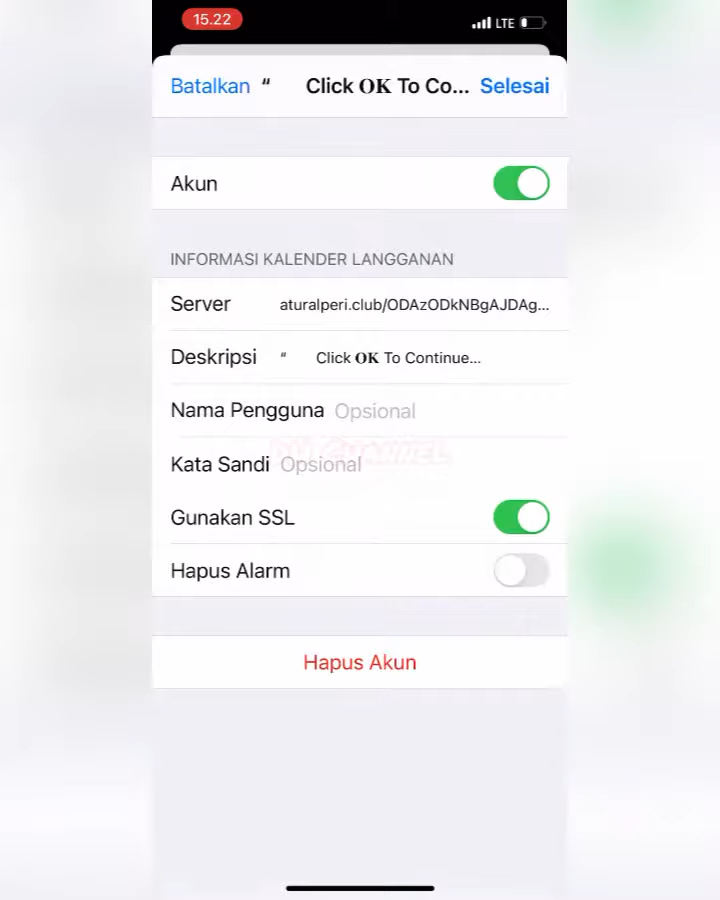 15.22
LTE
Batalkan “ Click OK To Co... Selesai
Akun
INFORMASI KALENDER LANGGANAN
Server aturalperi.club/ODAzODkNBgAJDAg...
Deskripsi “ Click OK To Continue...
Nama Pengguna Opsional
Kata Sandi Opsional
Gunakan SSL
Hapus Alarm
Hapus Akun